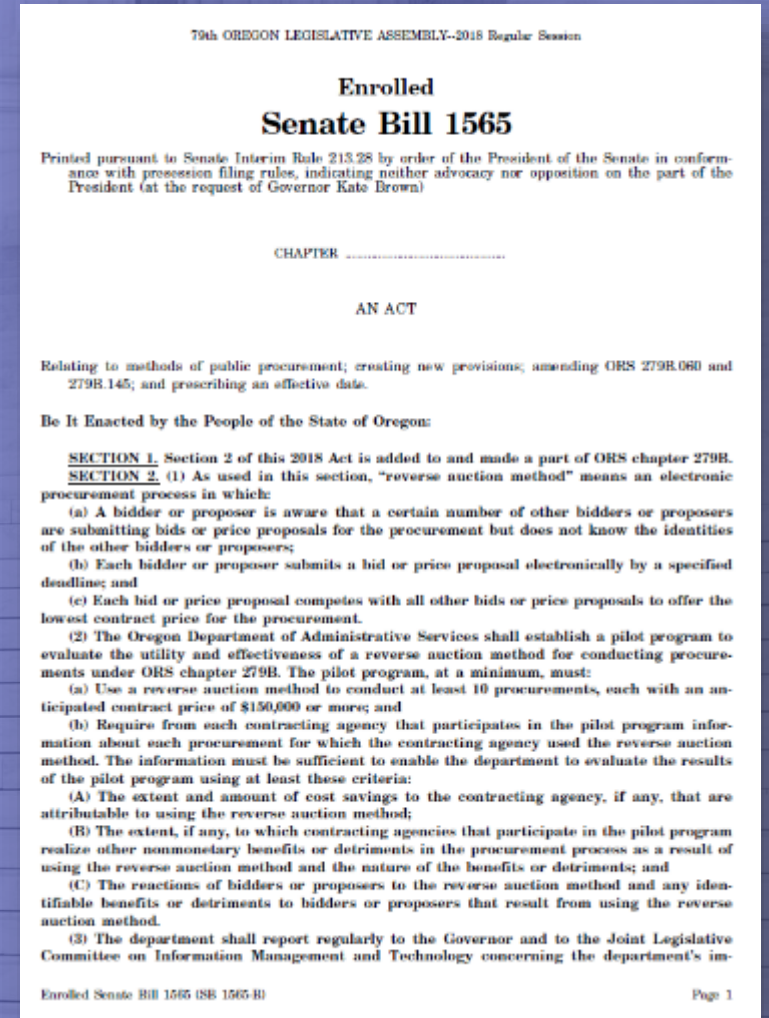 79th OREGON LEGISLATIVE ASSEMBLY--2018 Regular Session
Enrolled
Senate Bill 1565
Printed pursuant to Senate Interim Rule 213.28 by order of the President of the Senate in conform-
ance with presession filing rules, indicating neither advocacy nor opposition on the part of the
President (at the request of Governor Kate Brown)
CHAPTER .................................................
AN ACT
Relating to methods of public procurement; creating new provisions; amending ORS 279B.060 and
279B.145; and prescribing an effective date.
Be It Enacted by the People of the State of Oregon:
SECTION 1. Section 2 of this 2018 Act is added to and made a part of ORS chapter 279B.
SECTION 2. (1) As used in this section, “reverse auction method” means an electronic
procurement process in which:
(a) A bidder or proposer is aware that a certain number of other bidders or proposers
are submitting bids or price proposals for the procurement but does not know the identities
of the other bidders or proposers;
(b) Each bidder or proposer submits a bid or price proposal electronically by a specified
deadline; and
(c) Each bid or price proposal competes with all other bids or price proposals to offer the
lowest contract price for the procurement.
(2) The Oregon Department of Administrative Services shall establish a pilot program to
evaluate the utility and effectiveness of a reverse auction method for conducting procure-
ments under ORS chapter 279B. The pilot program, at a minimum, must:
(a) Use a reverse auction method to conduct at least 10 procurements, each with an an-
ticipated contract price of $150,000 or more; and
(b) Require from each contracting agency that participates in the pilot program infor-
mation about each procurement for which the contracting agency used the reverse auction
method. The information must be sufficient to enable the department to evaluate the results
of the pilot program using at least these criteria:
(A) The extent and amount of cost savings to the contracting agency, if any, that are
attributable to using the reverse auction method;
(B) The extent, if any, to which contracting agencies that participate in the pilot program
realize other nonmonetary benefits or detriments in the procurement process as a result of
using the reverse auction method and the nature of the benefits or detriments; and
(C) The reactions of bidders or proposers to the reverse auction method and any iden-
tifiable benefits or detriments to bidders or proposers that result from using the reverse
auction method.
(3) The department shall report regularly to the Governor and to the Joint Legislative
Committee on Information Management and Technology concerning the department's im-
Enrolled Senate Bill 1565 (SB 1565-B)
Page 1